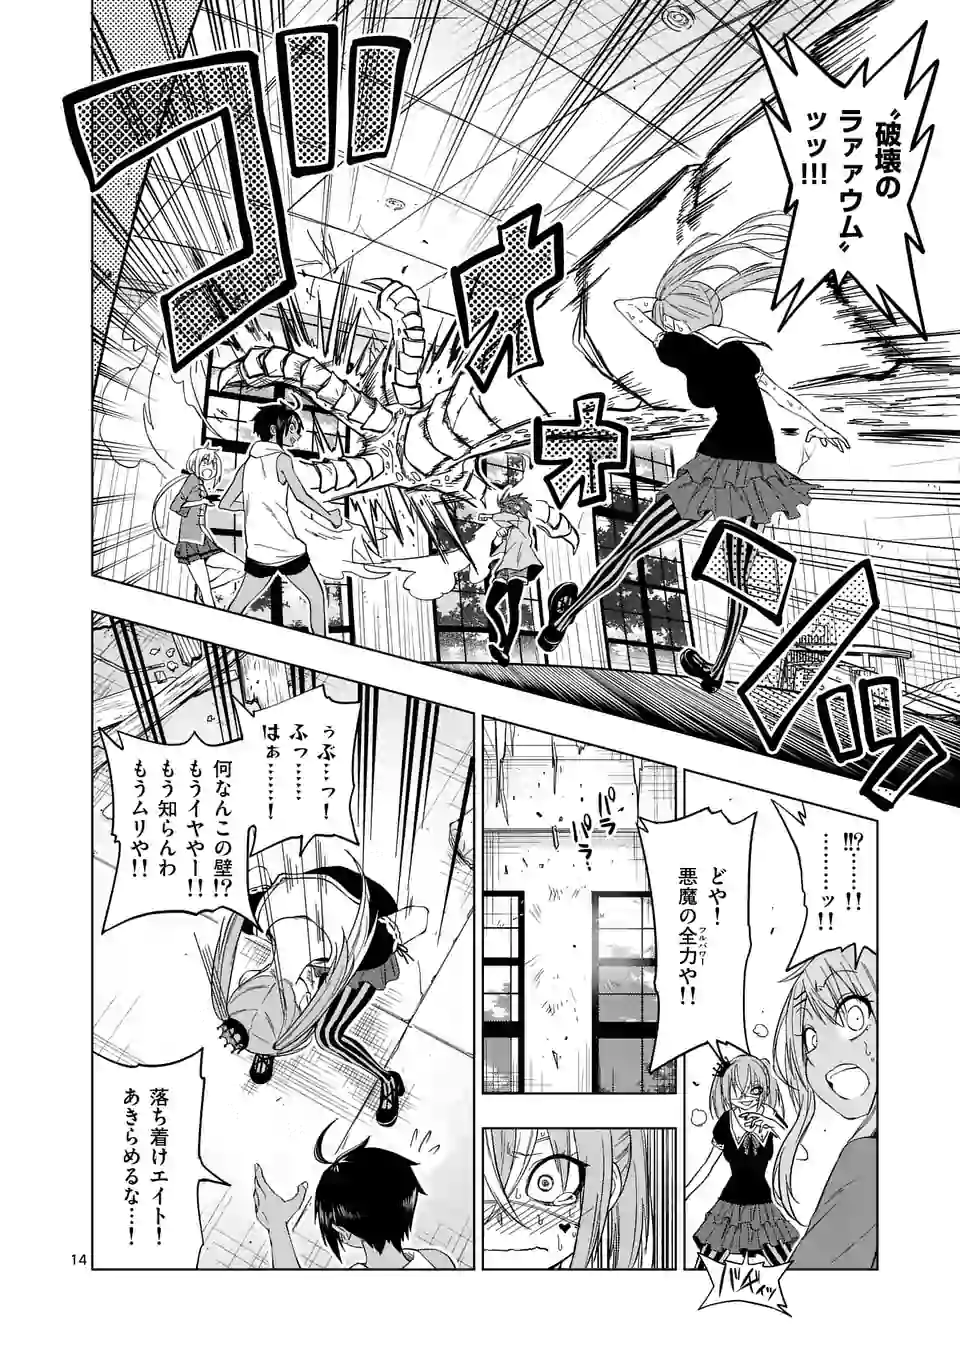 〝破壊の
ラァァウム〟
ッッ!!!
ゴ
オ
オ
ンッ
!!!?
………!!
……ッ!!
どや!
悪魔の全力や!!
フルパワー
バァィッ
パラ
パラ
ぅぶ…っ!
ふっ……
はぁ……!
何なんこの壁!?
もうイヤやー!!
もう知らんわ
もうムリや!!
落ち着けエイト!
あきらめるな…!
14